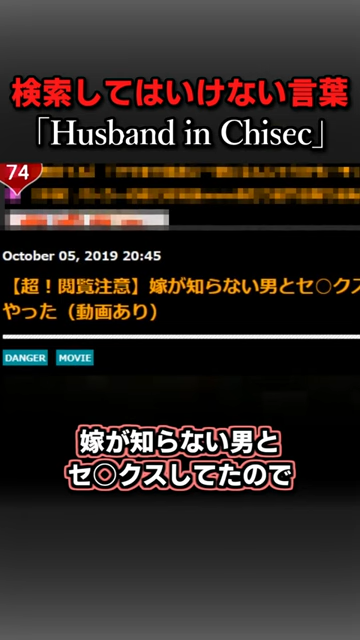 検索してはいけない言葉
「Husband in Chisec」
74
October 05, 2019 20:45
【超！閲覧注意】嫁が知らない男とセ○クス
やった（動画あり）
DANGER MOVIE
嫁が知らない男と
セ○クスしてたので